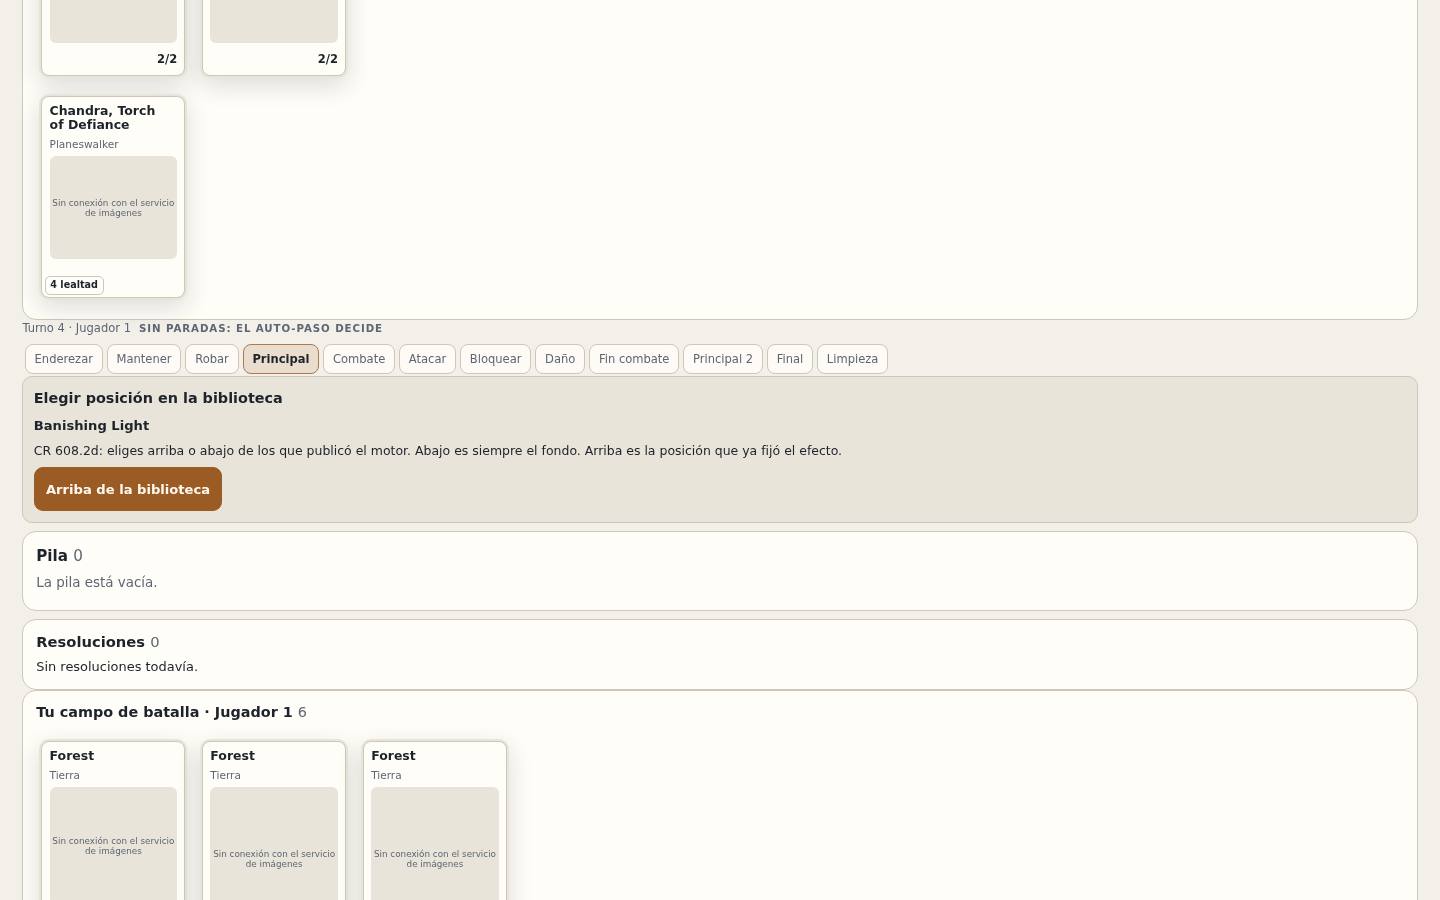 2/2
2/2
Chandra, Torch
of Defiance
Planeswalker
Sin conexión con el servicio
de imágenes
4 lealtad
Turno 4 · Jugador 1 SIN PARADAS: EL AUTO-PASO DECIDE
Enderezar Mantener Robar Principal Combate Atacar Bloquear Daño Fin combate Principal 2 Final Limpieza
Elegir posición en la biblioteca
Banishing Light
CR 608.2d: eliges arriba o abajo de los que publicó el motor. Abajo es siempre el fondo. Arriba es la posición que ya fijó el efecto.
Arriba de la biblioteca
Pila 0
La pila está vacía.
Resoluciones 0
Sin resoluciones todavía.
Tu campo de batalla · Jugador 1 6
Forest
Tierra
Sin conexión con el servicio
de imágenes
Forest
Tierra
Sin conexión con el servicio
de imágenes
Forest
Tierra
Sin conexión con el servicio
de imágenes